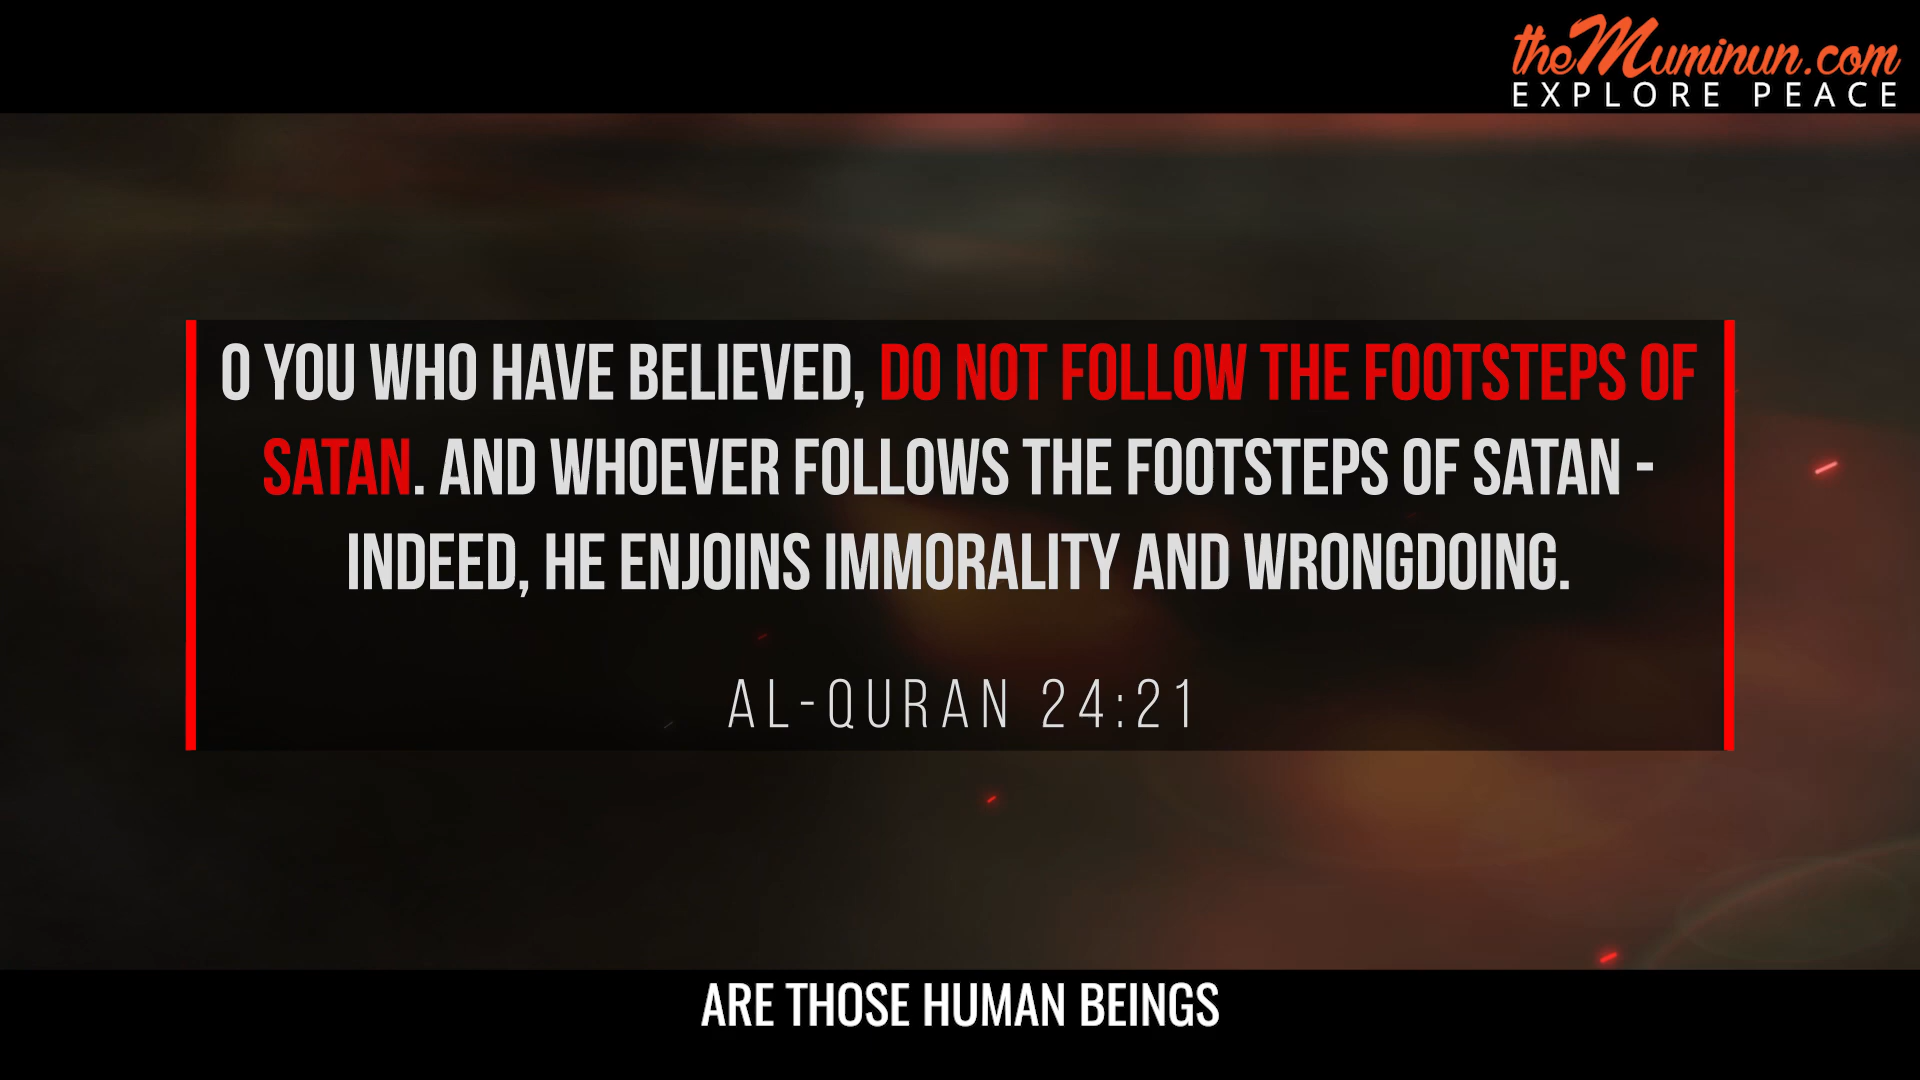 theMuminun.com
EXPLORE PEACE
O YOU WHO HAVE BELIEVED, DO NOT FOLLOW THE FOOTSTEPS OF
SATAN. AND WHOEVER FOLLOWS THE FOOTSTEPS OF SATAN -
INDEED, HE ENJOINS IMMORALITY AND WRONGDOING.
AL-QURAN 24:21
ARE THOSE HUMAN BEINGS